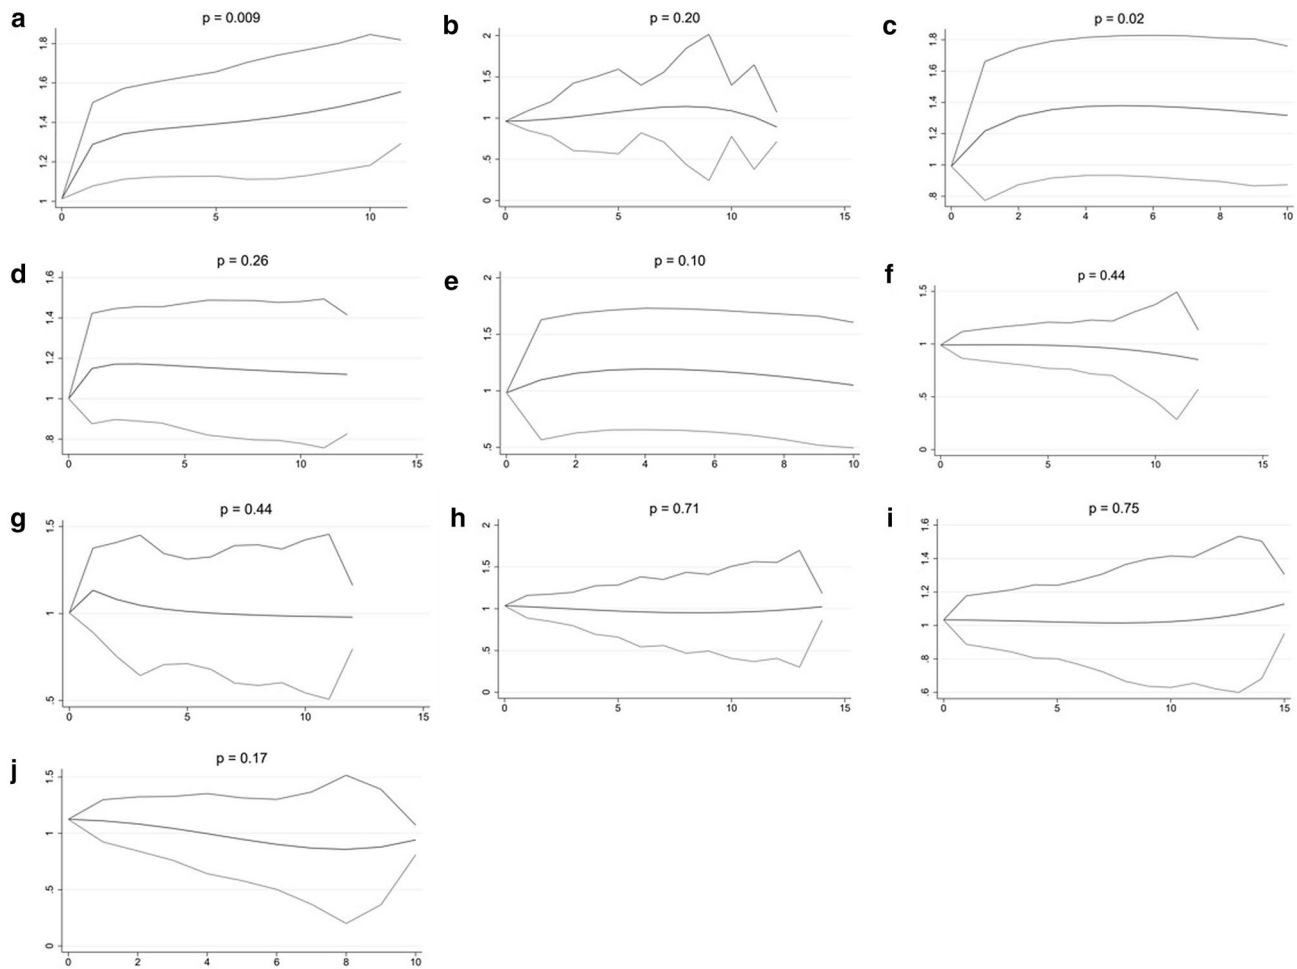 a
p = 0.009
1.8
1.6
1.4
1.2
1
0 5 10
b
p = 0.20
2
1.5
1
.5
0
0 5 10 15
c
p = 0.02
1.8
1.6
1.4
1.2
1
.8
0 2 4 6 8 10
d
p = 0.26
1.6
1.4
1.2
1
.8
0 5 10 15
e
p = 0.10
2
1.5
1
.5
0 2 4 6 8 10
f
p = 0.44
1.5
1
.5
0
0 5 10 15
g
p = 0.44
1.5
1
.5
0 5 10 15
h
p = 0.71
2
1.5
1
.5
0
0 5 10 15
i
p = 0.75
1.6
1.4
1.2
1
.8
.6
0 5 10 15
j
p = 0.17
1.5
1
.5
0
0 2 4 6 8 10